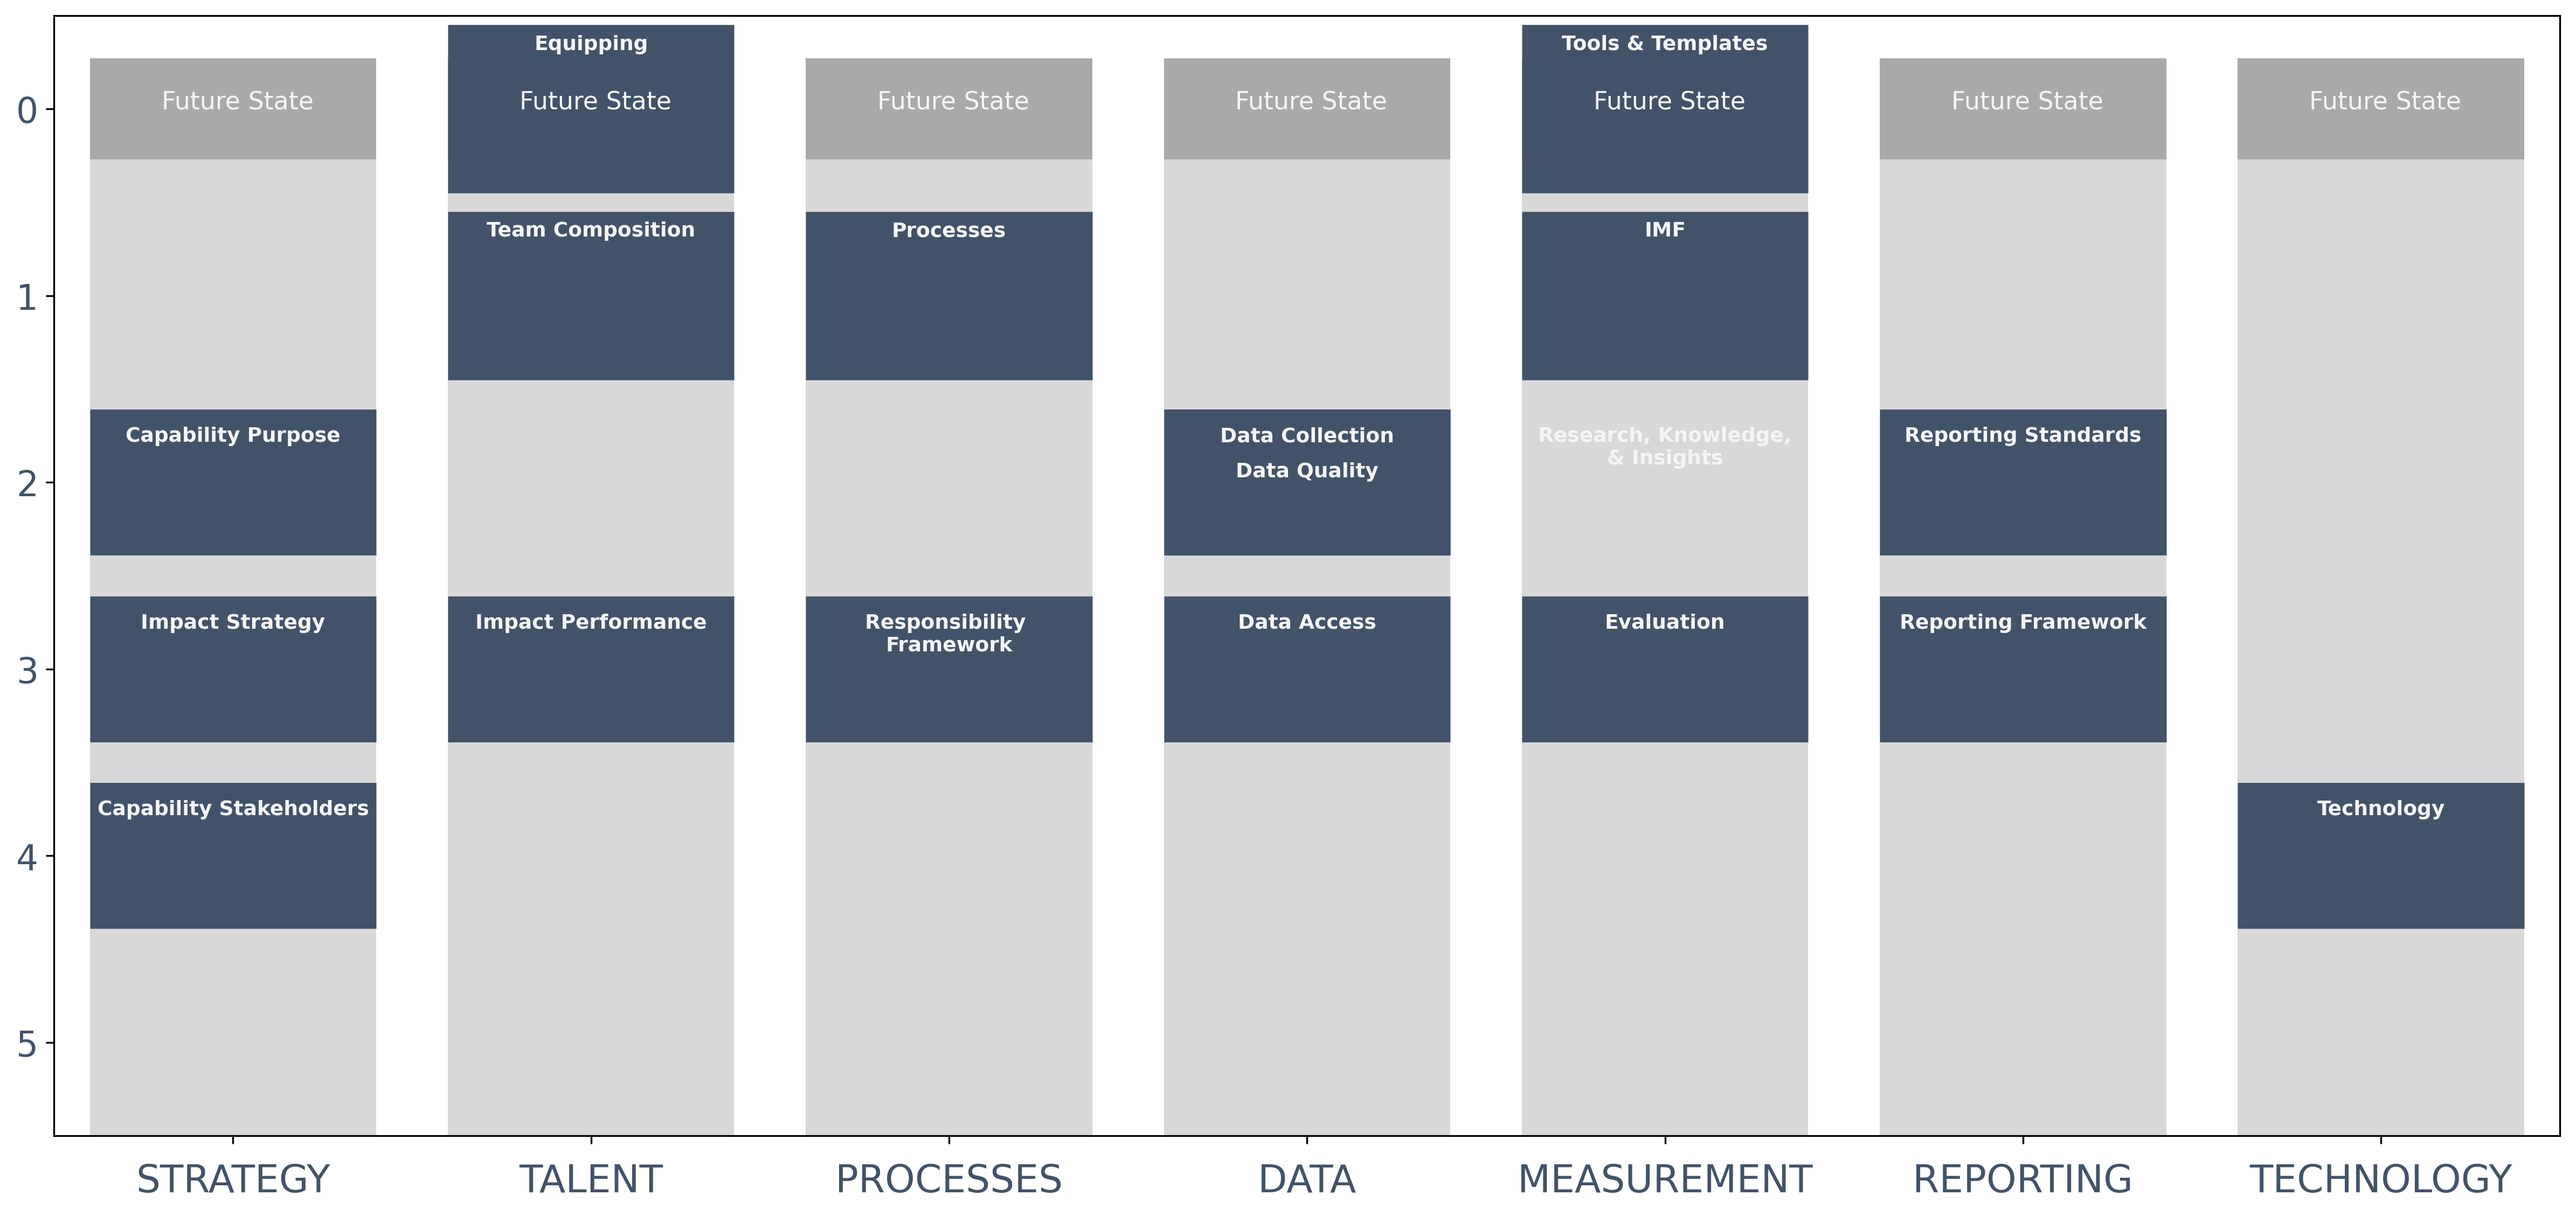 Equipping
Tools & Templates
0
Future State
Future State
Future State
Future State
Future State
Future State
Future State
Team Composition
Processes
IMF
1
Capability Purpose
Data Collection
Research, Knowledge,
& Insights
Reporting Standards
2
Data Quality
Impact Strategy
Impact Performance
Responsibility
Framework
Data Access
Evaluation
Reporting Framework
3
Capability Stakeholders
Technology
4
5
STRATEGY
TALENT
PROCESSES
DATA
MEASUREMENT
REPORTING
TECHNOLOGY